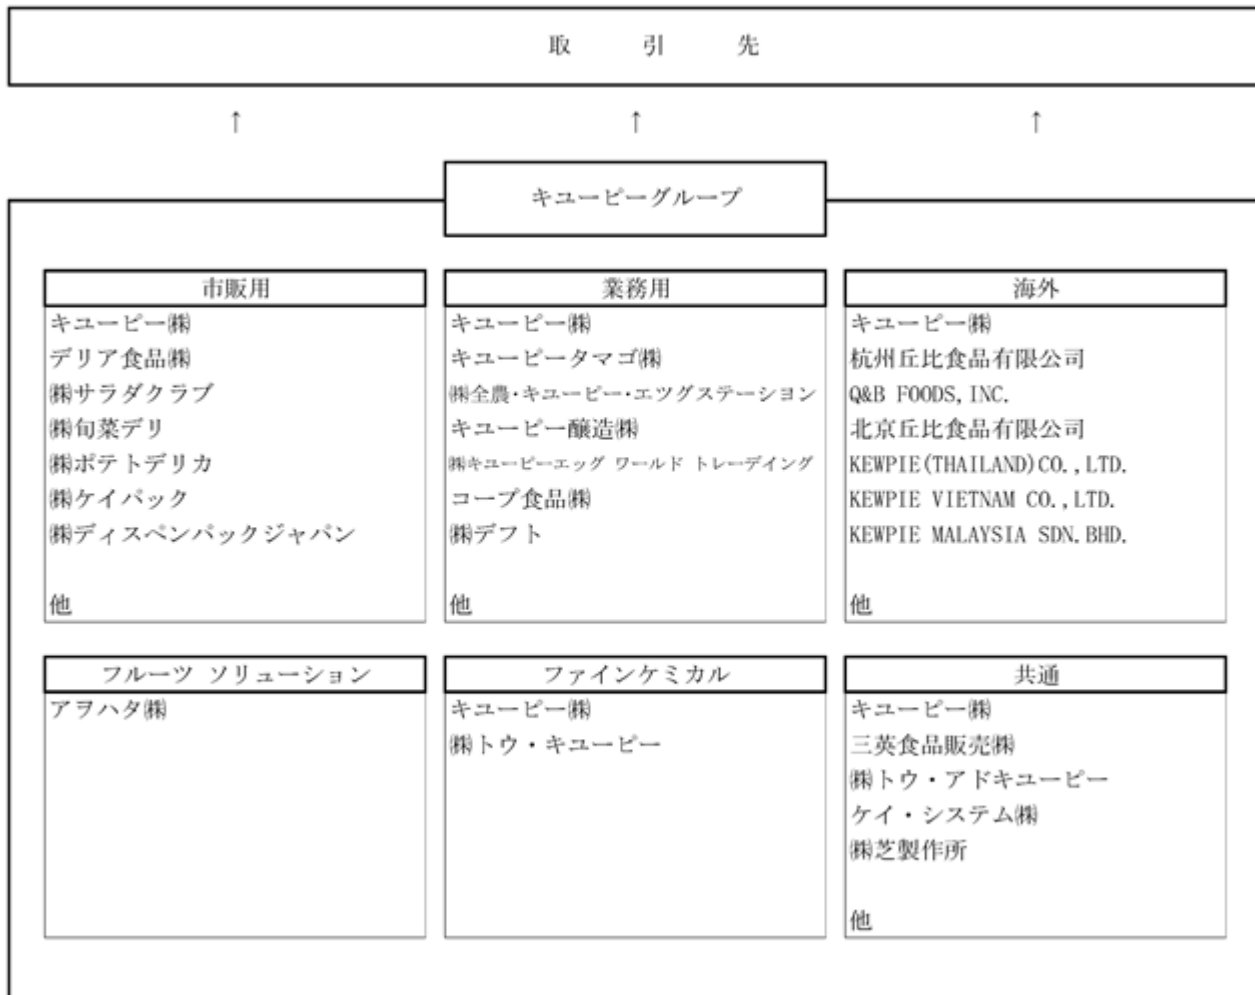 取 引 先
↑ ↑ ↑
キユーピーグループ
市販用
キユーピー㈱
デリア食品㈱
㈱サラダクラブ
㈱旬菜デリ
㈱ポテトデリカ
㈱ケイパック
㈱ディスペンパックジャパン
他
業務用
キユーピー㈱
キユーピータマゴ㈱
㈱全農・キユーピー・エツグステーシヨン
キユーピー醸造㈱
㈱キユーピーエッグ ワールド トレーデイング
コープ食品㈱
㈱デフト
他
海外
キユーピー㈱
杭州丘比食品有限公司
Q&B FOODS,INC.
北京丘比食品有限公司
KEWPIE(THAILAND)CO.,LTD.
KEWPIE VIETNAM CO.,LTD.
KEWPIE MALAYSIA SDN.BHD.
他
フルーツ ソリューション
アヲハタ㈱
ファインケミカル
キユーピー㈱
㈱トウ・キユーピー
共通
キユーピー㈱
三英食品販売㈱
㈱トウ・アドキユーピー
ケイ・システム㈱
㈱芝製作所
他